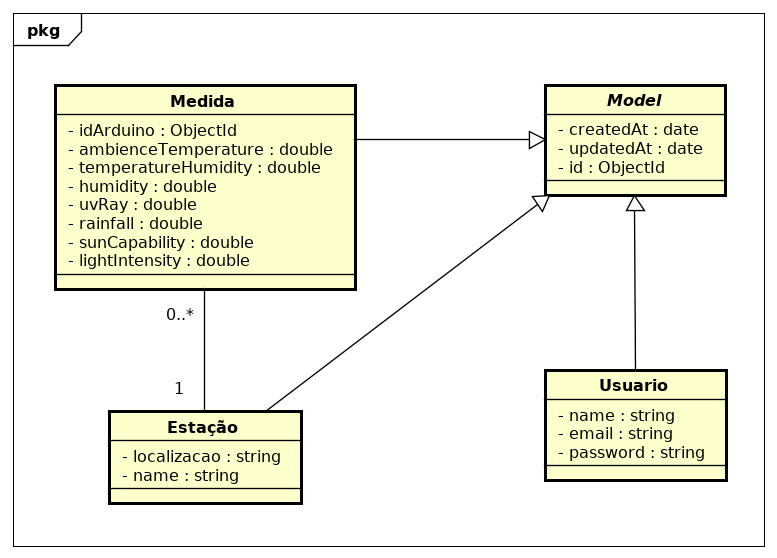 pkg
Medida
- idArduino : ObjectId
- ambienceTemperature : double
- temperatureHumidity : double
- humidity : double
- uvRay : double
- rainfall : double
- sunCapability : double
- lightIntensity : double
Model
- createdAt : date
- updatedAt : date
- id : ObjectId
0..*
1
Estação
- localizacao : string
- name : string
Usuario
- name : string
- email : string
- password : string